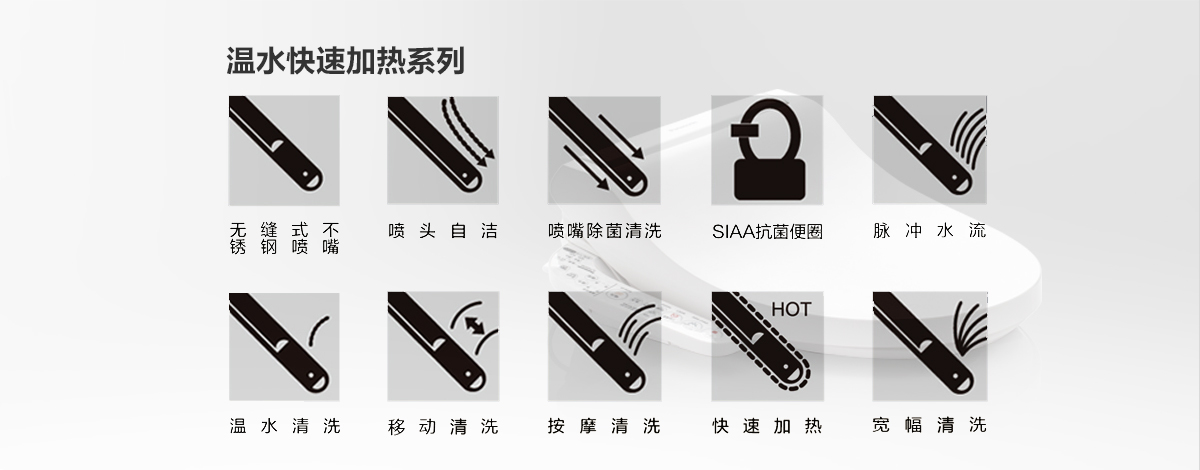 温水快速加热系列
无缝式不
锈钢喷嘴
喷头自洁
喷嘴除菌清洗
SIAA抗菌便圈
脉冲水流
温水清洗
移动清洗
按摩清洗
HOT
快速加热
宽幅清洗